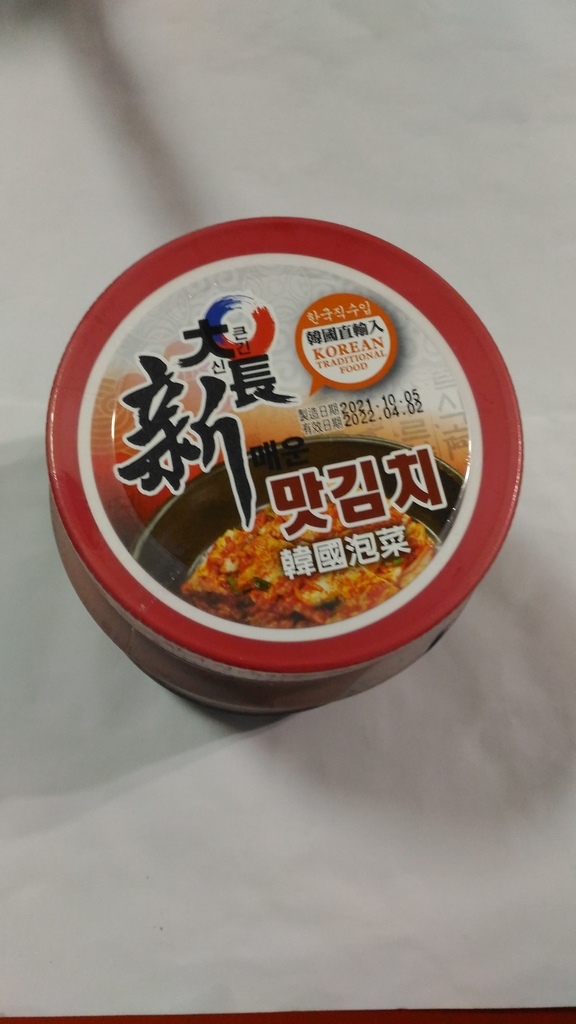 한국직수입
韓國直輸入
KOREAN
TRADITIONAL
FOOD
大 큰
신 긴
長
新
製造日期 2021.10.05
有效日期 2022.04.02
매운
맛김치
韓國泡菜